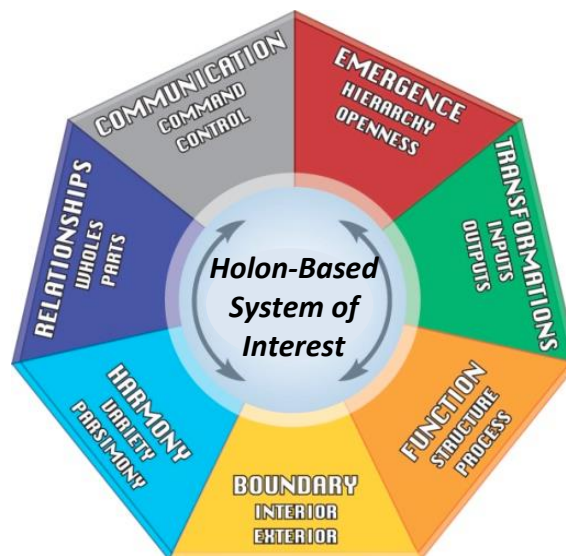 COMMUNICATION
COMMAND
CONTROL
EMERGENCE
HIERARCHY
OPENNESS
TRANSFORMATIONS
INPUTS
OUTPUTS
FUNCTION
STRUCTURE
PROCESS
BOUNDARY
INTERIOR
EXTERIOR
HARMONY
VARIETY
PARSIMONY
RELATIONSHIPS
WHOLES
PARTS
Holon-Based
System of
Interest